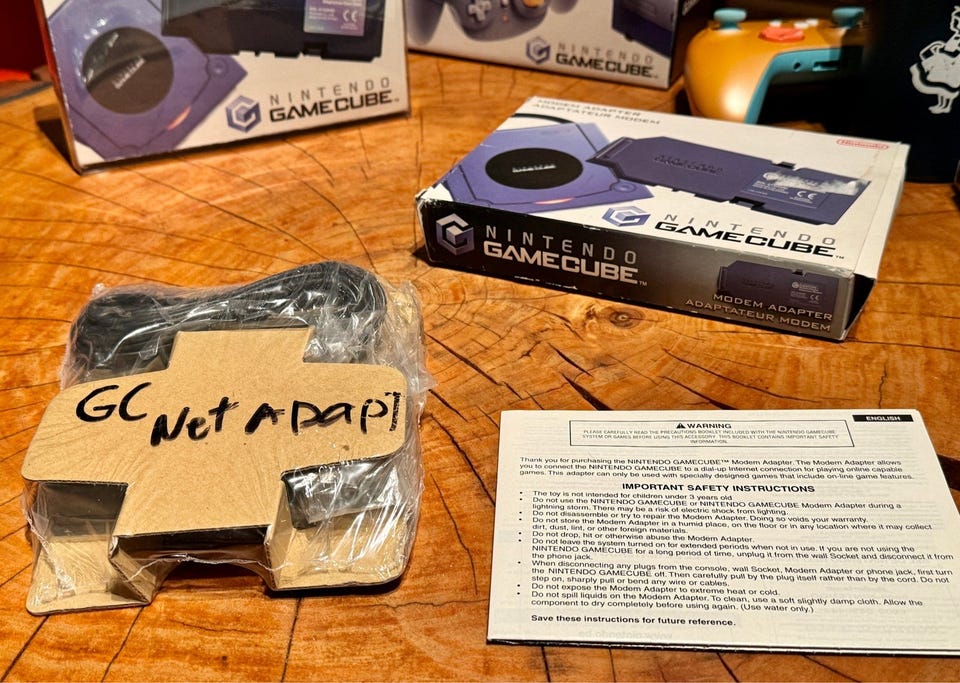 NINTENDO
GAMECUBE™
NINTENDO
GAMECUBE™
MODEM ADAPTER
ADAPTATEUR MODEM
Nintendo
NINTENDO
GAMECUBE™
NINTENDO
GAMECUBE™
MODEM ADAPTER
ADAPTATEUR MODEM
GC
Net ADap
ENGLISH
⚠ WARNING
PLEASE CAREFULLY READ THE PRECAUTIONS BOOKLET INCLUDED WITH THE NINTENDO GAMECUBE
SYSTEM OR GAMES BEFORE USING THIS ACCESSORY. THIS BOOKLET CONTAINS IMPORTANT SAFETY
INFORMATION.
Thank you for purchasing the NINTENDO GAMECUBE™ Modem Adapter. The Modem Adapter allows
you to connect the NINTENDO GAMECUBE to a dial-up Internet connection for playing online capable
games. This adapter can only be used with specially designed games that include on-line game features.
IMPORTANT SAFETY INSTRUCTIONS
• The toy is not intended for children under 3 years old
• Do not use the NINTENDO GAMECUBE or NINTENDO GAMECUBE Modem Adapter during a
lightning storm. There may be a risk of electric shock from lighting.
• Do not disassemble or try to repair the Modem Adapter. Doing so voids your warranty.
• Do not store the Modem Adapter in a humid place, on the floor or in any location where it may collect
dirt, dust, lint, or other foreign materials.
• Do not drop, hit or otherwise abuse the Modem Adapter.
• Do not leave the system turned on for extended periods when not in use. If you are not using the
NINTENDO GAMECUBE for a long period of time, unplug it from the wall Socket and disconnect it from
the phone jack.
• When disconnecting any plugs from the console, wall Socket, Modem Adapter or phone jack, first turn
the NINTENDO GAMECUBE off. Then carefully pull by the plug itself rather than by the cord. Do not
step on, sharply pull or bend any wire or cables.
• Do not expose the Modem Adapter to extreme heat or cold.
• Do not spill liquids on the Modem Adapter. To clean, use a soft slightly damp cloth. Allow the
component to dry completely before using again. (Use water only.)
Save these instructions for future reference.